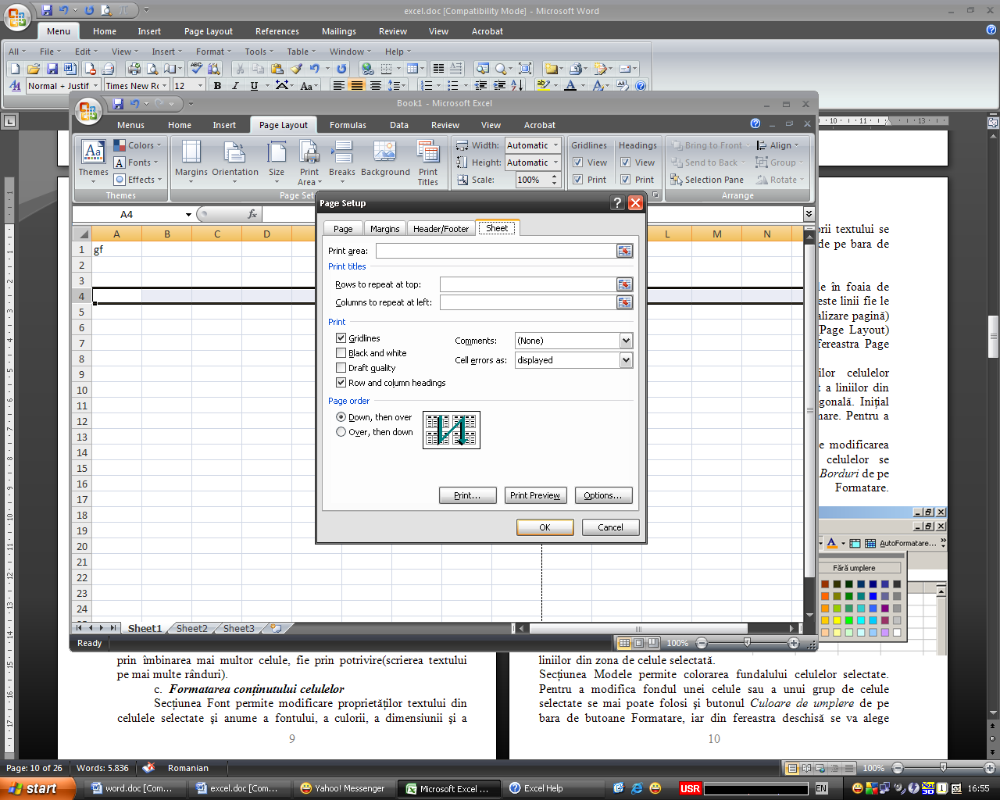 excel.doc [Compatibility Mode] - Microsoft Word
Menu Home Insert Page Layout References Mailings Review View Acrobat
All File Edit View Insert Format Tools Table Window Help
Normal + Justif Times New Ro 12 B I U Aa
Book1 - Microsoft Excel
Menus Home Insert Page Layout Formulas Data Review View Acrobat
Themes Colors Fonts Effects
Margins Orientation Size Print Area Breaks Background Print Titles
Width: Automatic
Height: Automatic
Scale: 100%
Gridlines Headings
View View
Print Print
Bring to Front Align
Send to Back Group
Selection Pane Rotate
Themes Page Set Arrange
A4 fx
A B C D L M N
1 gf
2
3
4
5
6
7
8
9
10
11
12
13
14
15
16
17
18
19
20
21
22
23
24
Page Setup
Page Margins Header/Footer Sheet
Print area:
Print titles
Rows to repeat at top:
Columns to repeat at left:
Print
Gridlines
Black and white
Draft quality
Row and column headings
Comments: (None)
Cell errors as: displayed
Page order
Down, then over
Over, then down
Print... Print Preview Options...
OK Cancel
Sheet1 Sheet2 Sheet3
Ready 100%
orii textului se
de pe bara de
le în foaia de
este linii fie le
alizare pagină)
(Page Layout)
fereastra Page
ilor celulelor
t a liniilor din
gonală. Inițial
mare. Pentru a
e modificarea
celulelor se
Borduri de pe
Formatare.
AutoFormatare...
Fără umplere
prin îmbinarea mai multor celule, fie prin potrivire(scrierea textului
pe mai multe rânduri).
c. Formatarea conținutului celulelor
Secțiunea Font permite modificare proprietăților textului din
celulele selectate şi anume a fontului, a culorii, a dimensiunii şi a
9
liniilor din zona de celule selectată.
Secțiunea Modele permite colorarea fundalului celulelor selectate.
Pentru a modifica fondul unei celule sau a unui grup de celule
selectate se mai poate folosi şi butonul Culoare de umplere de pe
bara de butoane Formatare, iar din fereastra deschisă se va alege
10
Page: 10 of 26 Words: 5.836 Romanian 100%
start word.doc [Com... excel.doc [Com... Yahoo! Messenger Microsoft Excel ... Excel Help USR EN 16:55